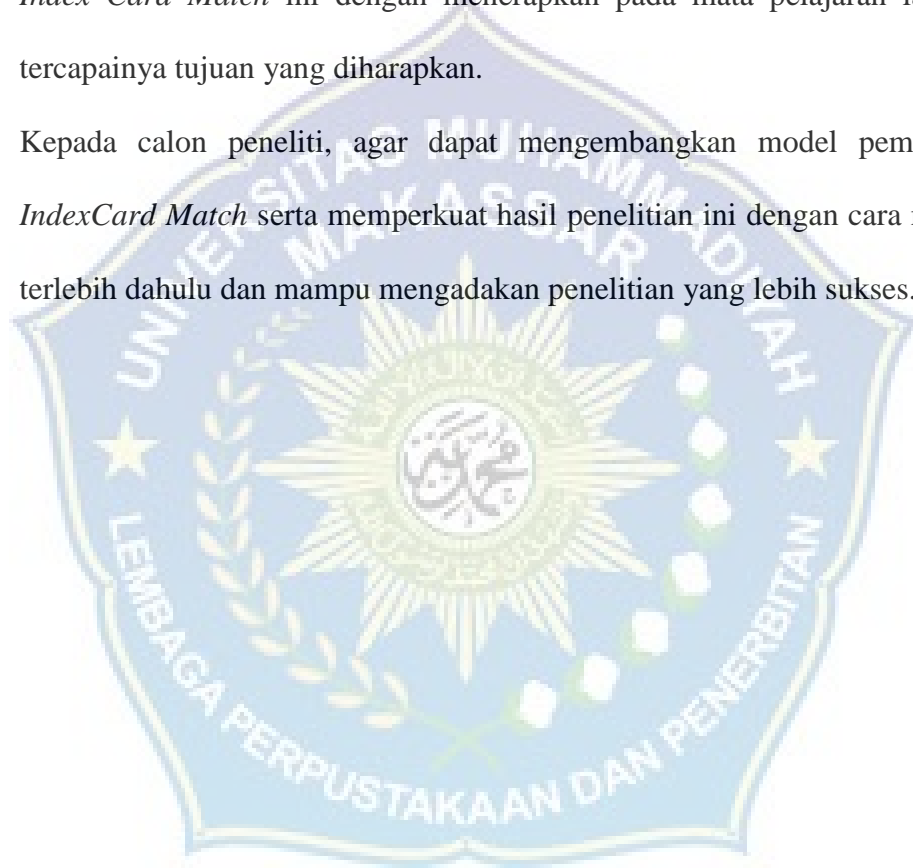 Index Card Match ini dengan menerapkan pada mata pelajaran
tercapainya tujuan yang diharapkan.
Kepada calon peneliti, agar dapat mengembangkan model
IndexCard Match serta memperkuat hasil penelitian ini dengan cara
terlebih dahulu dan mampu mengadakan penelitian yang lebih sukses.
UNIVERSITAS MUHAMMADIYAH
MAKASSAR
LEMBAGA PERPUSTAKAAN DAN PENERBITAN